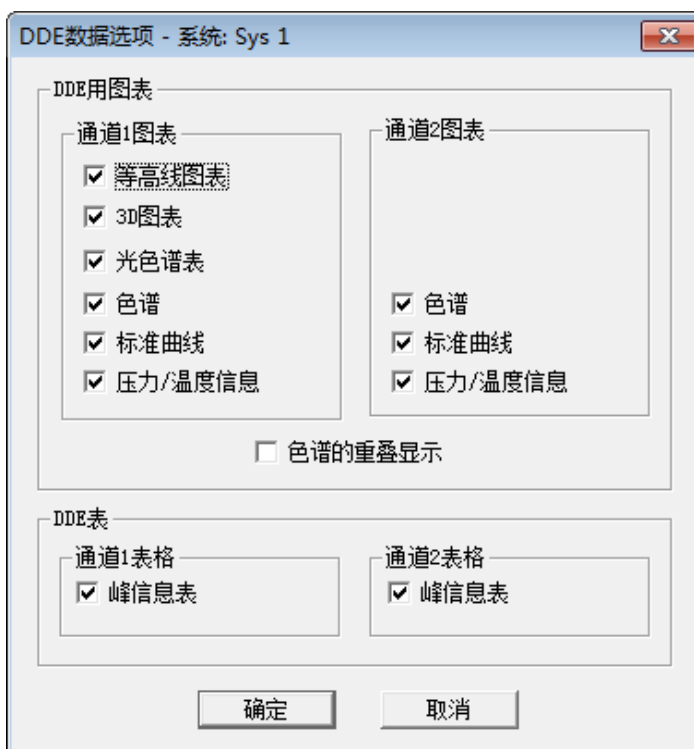 DDE数据选项 - 系统: Sys 1
DDE用图表
通道1图表
等高线图表
3D图表
光色谱表
色谱
标准曲线
压力/温度信息
通道2图表
色谱
标准曲线
压力/温度信息
色谱的重叠显示
DDE表
通道1表格
峰信息表
通道2表格
峰信息表
确定
取消